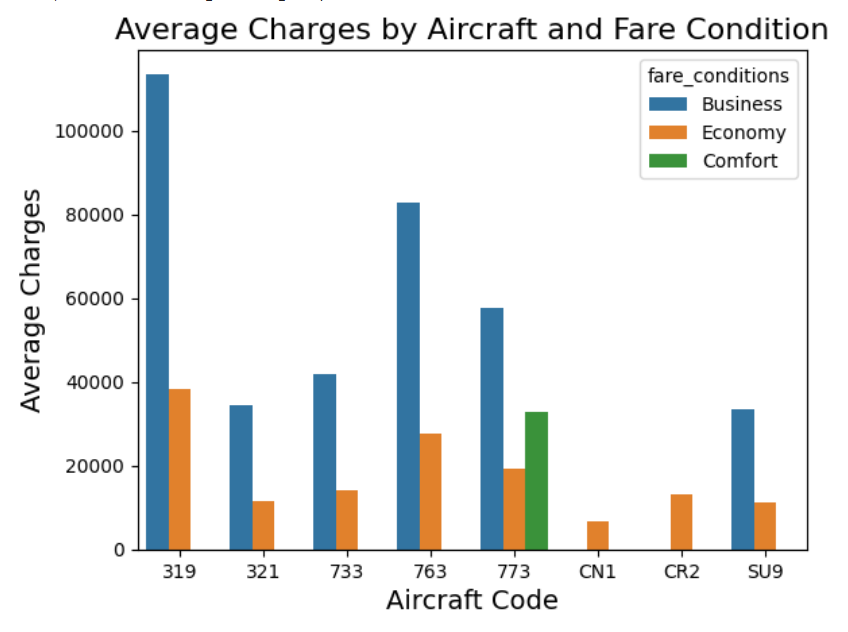 Average Charges by Aircraft and Fare Condition
fare_conditions
Business
Economy
Comfort
Average Charges
100000
80000
60000
40000
20000
0
319 321 733 763 773 CN1 CR2 SU9
Aircraft Code